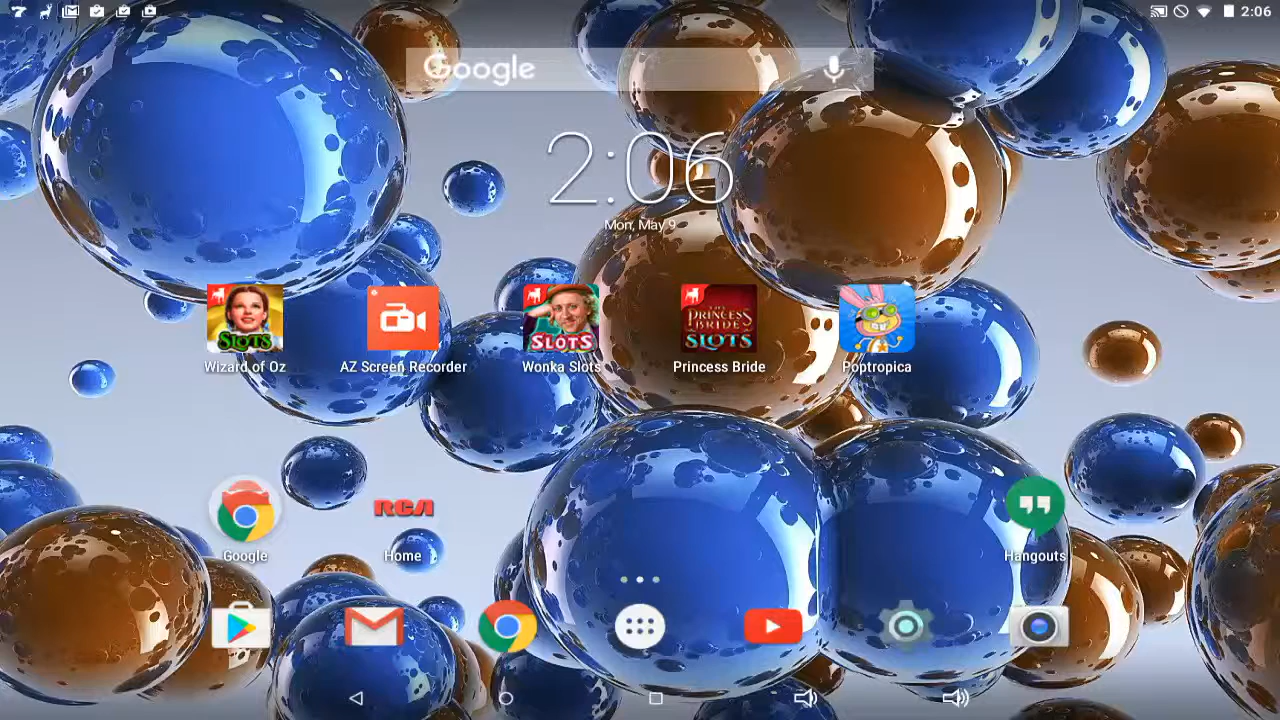 2:06
Google
2:06
Mon, May 9
SLOTS
SLOTS
THE
PRINCESS
BRIDE
SLOTS
Wizard of Oz
AZ Screen Recorder
Wonka Slots
Princess Bride
Poptropica
RCA
Google
Home
Hangouts